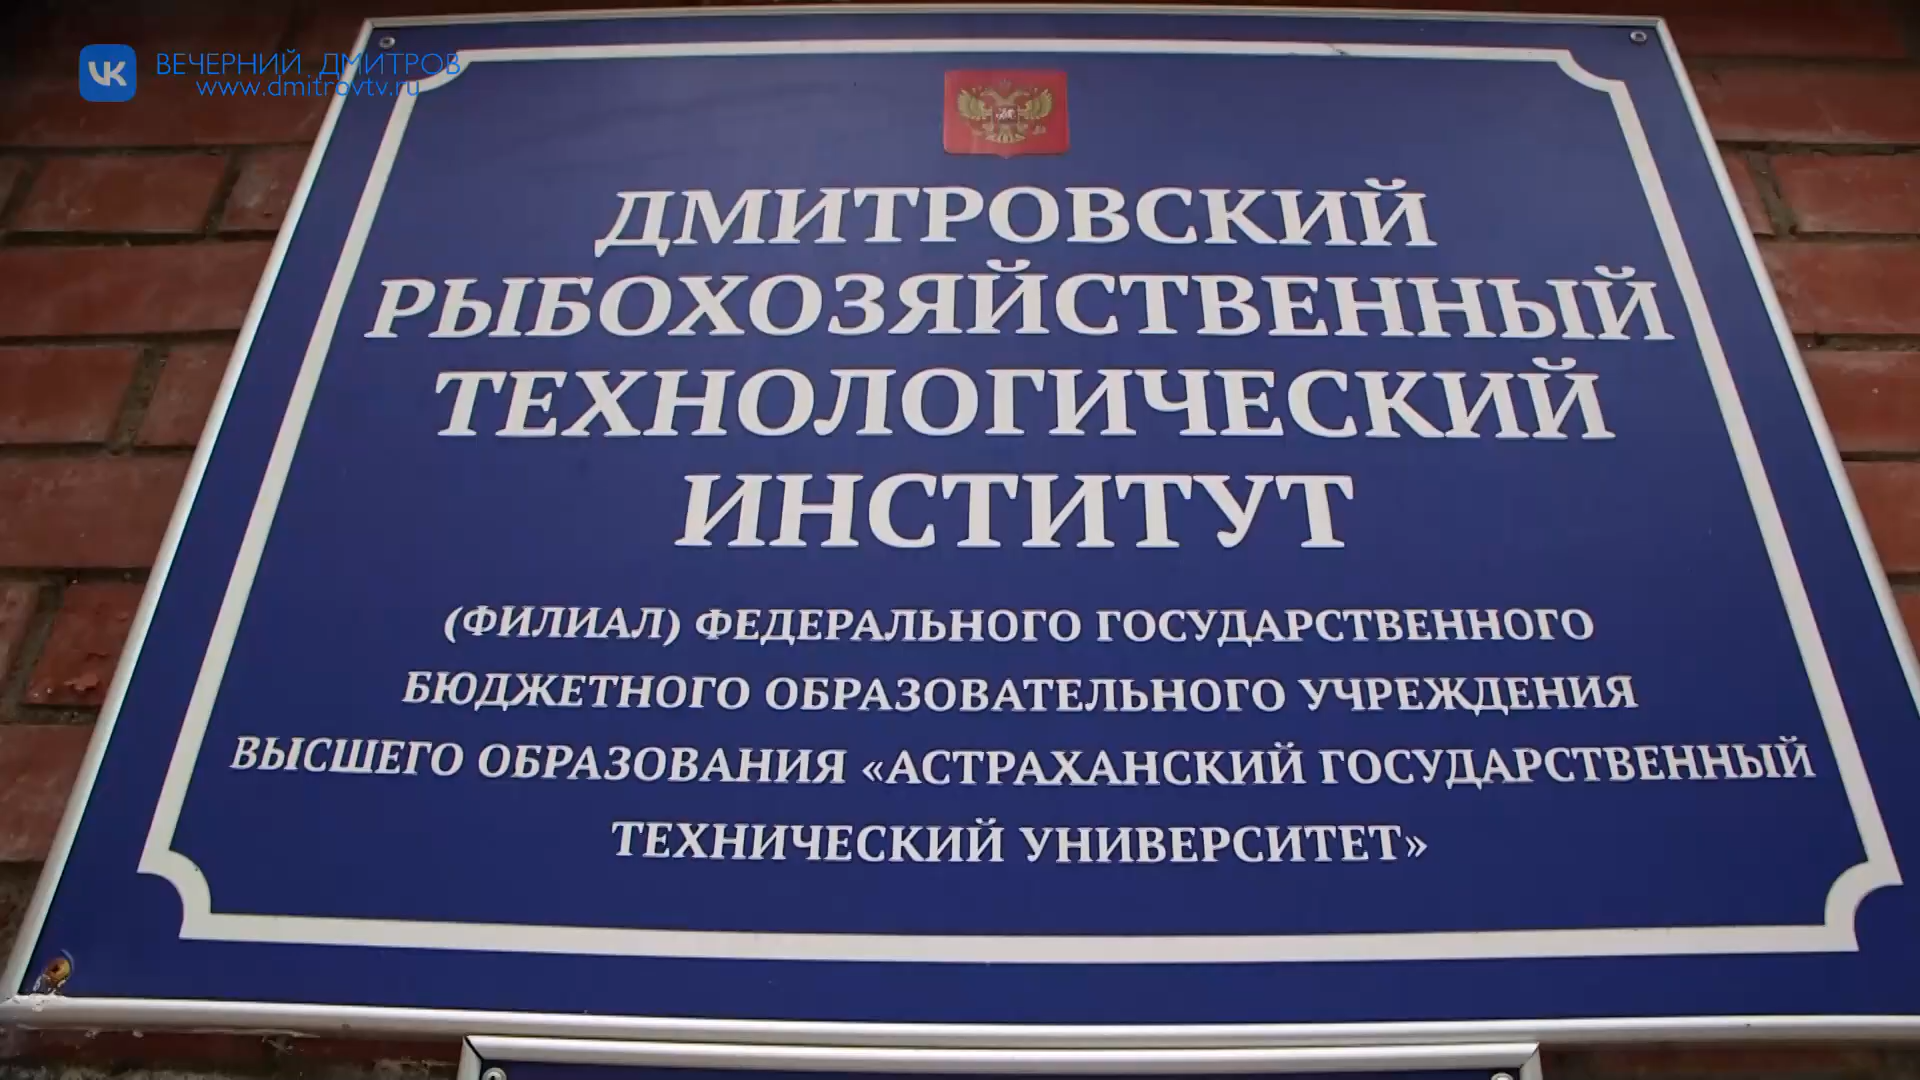 ВЕЧЕРНИЙ ДМИТРОВ
www.dmitrovtv.ru
ДМИТРОВСКИЙ
РЫБОХОЗЯЙСТВЕННЫЙ
ТЕХНОЛОГИЧЕСКИЙ
ИНСТИТУТ
(ФИЛИАЛ) ФЕДЕРАЛЬНОГО ГОСУДАРСТВЕННОГО
БЮДЖЕТНОГО ОБРАЗОВАТЕЛЬНОГО УЧРЕЖДЕНИЯ
ВЫСШЕГО ОБРАЗОВАНИЯ «АСТРАХАНСКИЙ ГОСУДАРСТВЕННЫЙ
ТЕХНИЧЕСКИЙ УНИВЕРСИТЕТ»